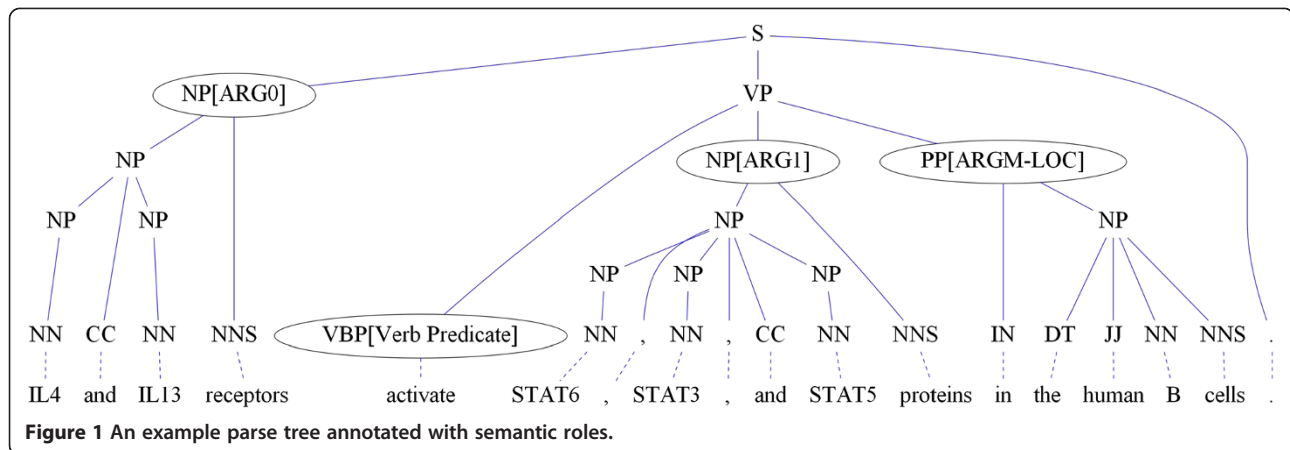 S
NP[ARG0] VP
NP NP[ARG1] PP[ARGM-LOC]
NP NP NP NP
NP NP NP
NN CC NN NNS VBP[Verb Predicate] NN , NN , CC NN NNS IN DT JJ NN NNS .
IL4 and IL13 receptors activate STAT6 , STAT3 , and STAT5 proteins in the human B cells .
Figure 1 An example parse tree annotated with semantic roles.